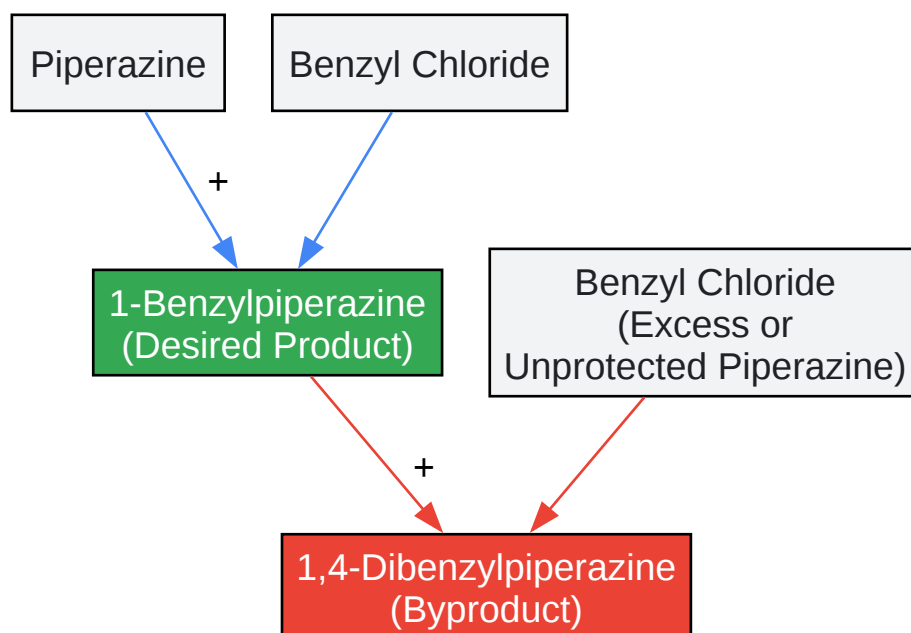 Piperazine
Benzyl Chloride
+
1-Benzylpiperazine
(Desired Product)
Benzyl Chloride
(Excess or
Unprotected Piperazine)
+
1,4-Dibenzylpiperazine
(Byproduct)